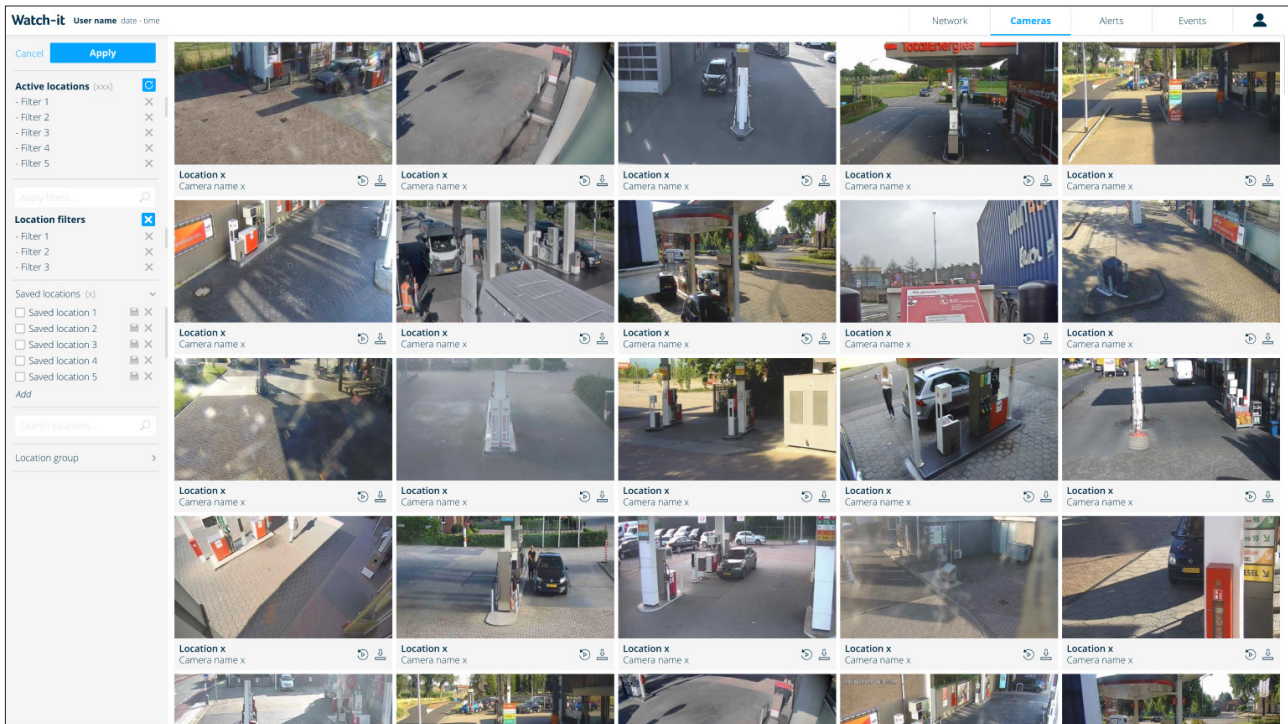 Watch-it User name date - time
Network Cameras Alerts Events
Cancel Apply
Active locations (xxx)
- Filter 1
- Filter 2
- Filter 3
- Filter 4
- Filter 5
Apply filters...
Location filters
- Filter 1
- Filter 2
- Filter 3
Saved locations (x)
Saved location 1
Saved location 2
Saved location 3
Saved location 4
Saved location 5
Add
Search locations...
Location group
TotalEnergies
Location x
Camera name x
Location x
Camera name x
Location x
Camera name x
Location x
Camera name x
Location x
Camera name x
Location x
Camera name x
Location x
Camera name x
Location x
Camera name x
Location x
Camera name x
Location x
Camera name x
Location x
Camera name x
Location x
Camera name x
Location x
Camera name x
Location x
Camera name x
Location x
Camera name x
Location x
Camera name x
Location x
Camera name x
Location x
Camera name x
Location x
Camera name x
Location x
Camera name x